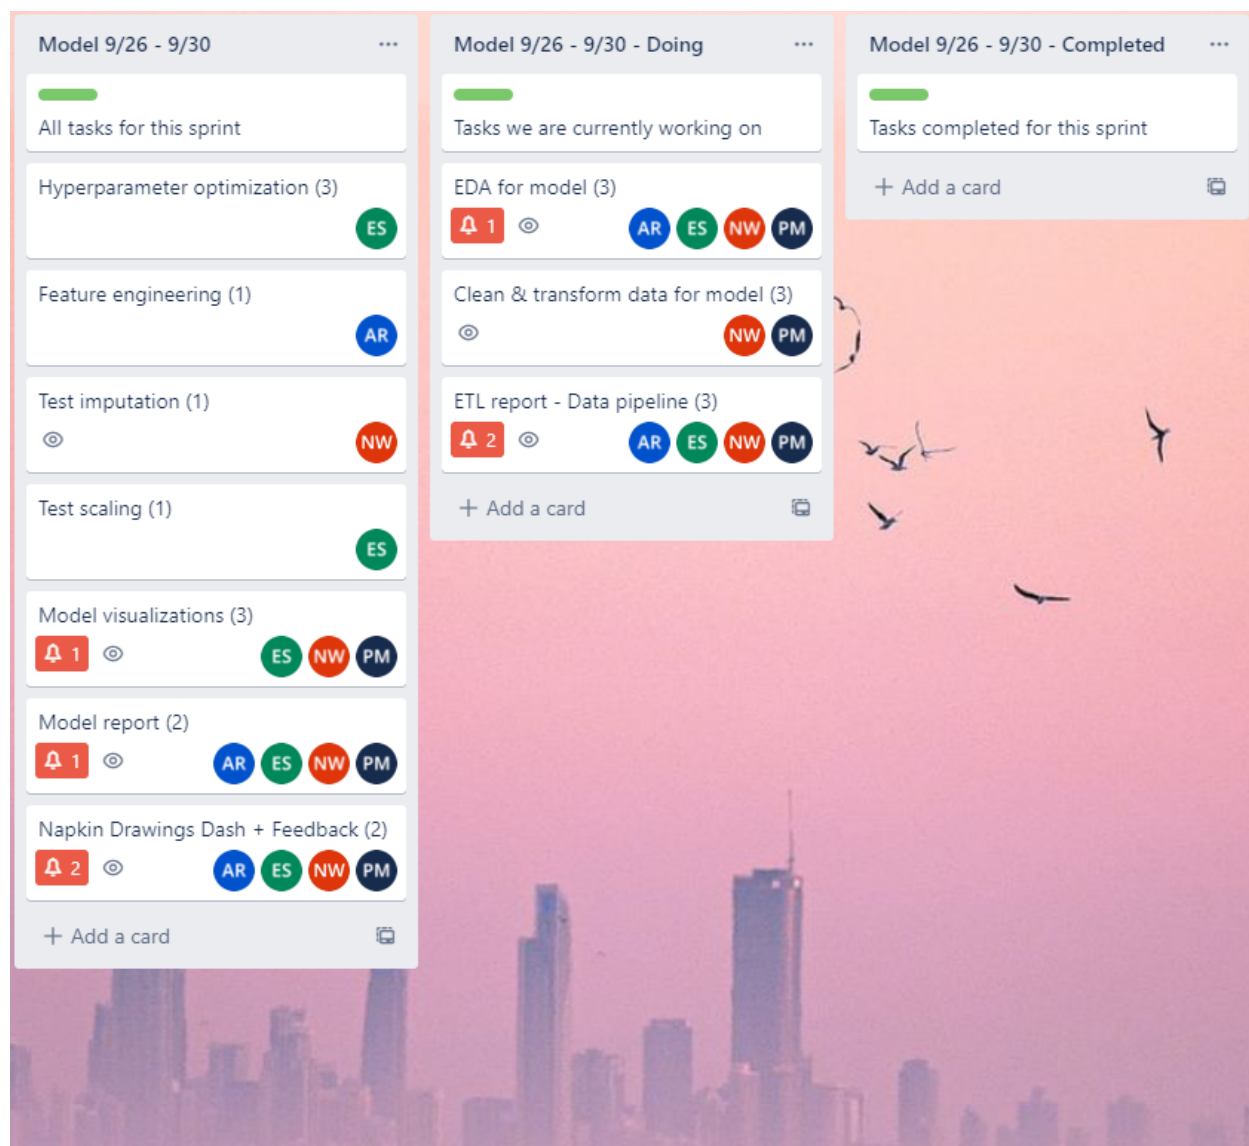 Model 9/26 - 9/30
All tasks for this sprint
Hyperparameter optimization (3)
ES
Feature engineering (1)
AR
Test imputation (1)
NW
Test scaling (1)
ES
Model visualizations (3)
1 ES NW PM
Model report (2)
1 AR ES NW PM
Napkin Drawings Dash + Feedback (2)
2 AR ES NW PM
+ Add a card
Model 9/26 - 9/30 - Doing
Tasks we are currently working on
EDA for model (3)
1 AR ES NW PM
Clean & transform data for model (3)
NW PM
ETL report - Data pipeline (3)
2 AR ES NW PM
+ Add a card
Model 9/26 - 9/30 - Completed
Tasks completed for this sprint
+ Add a card